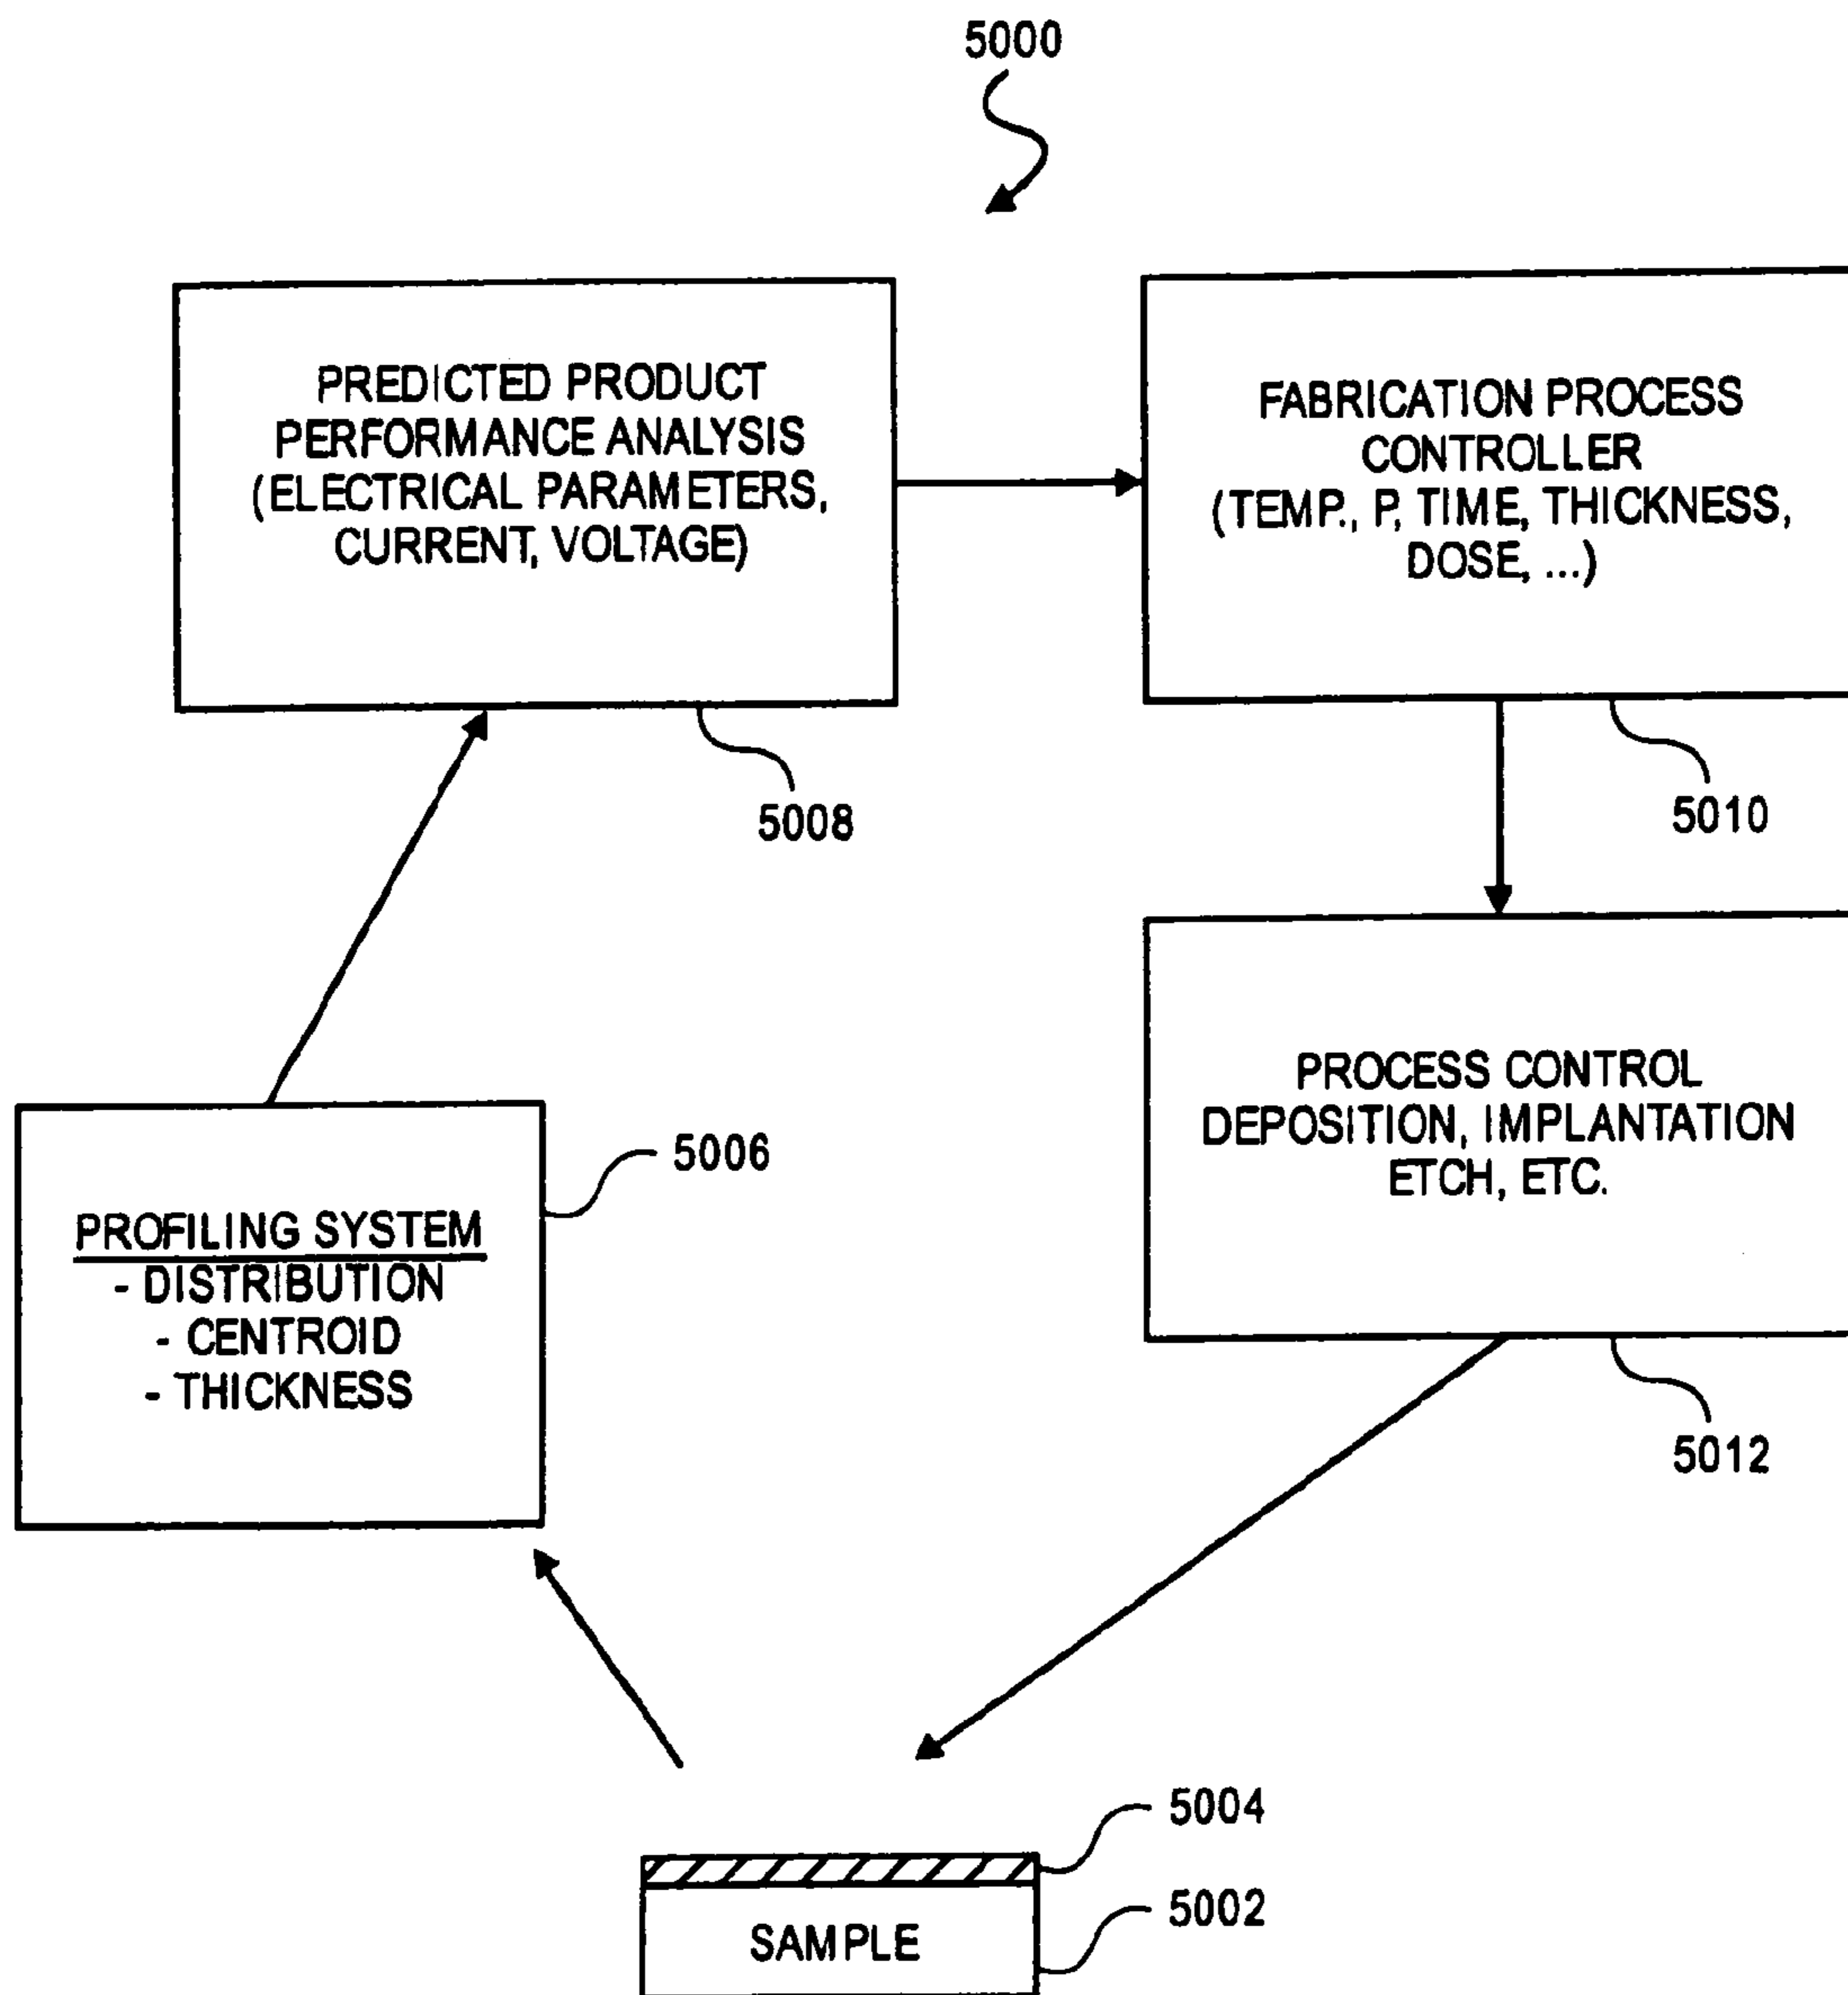 5000
PREDICTED PRODUCT
PERFORMANCE ANALYSIS
(ELECTRICAL PARAMETERS,
CURRENT, VOLTAGE)
5008
FABRICATION PROCESS
CONTROLLER
(TEMP., P, TIME, THICKNESS,
DOSE, ...)
5010
PROCESS CONTROL
DEPOSITION, IMPLANTATION
ETCH, ETC.
5012
PROFILING SYSTEM
- DISTRIBUTION
- CENTROID
- THICKNESS
5006
5004
SAMPLE
5002